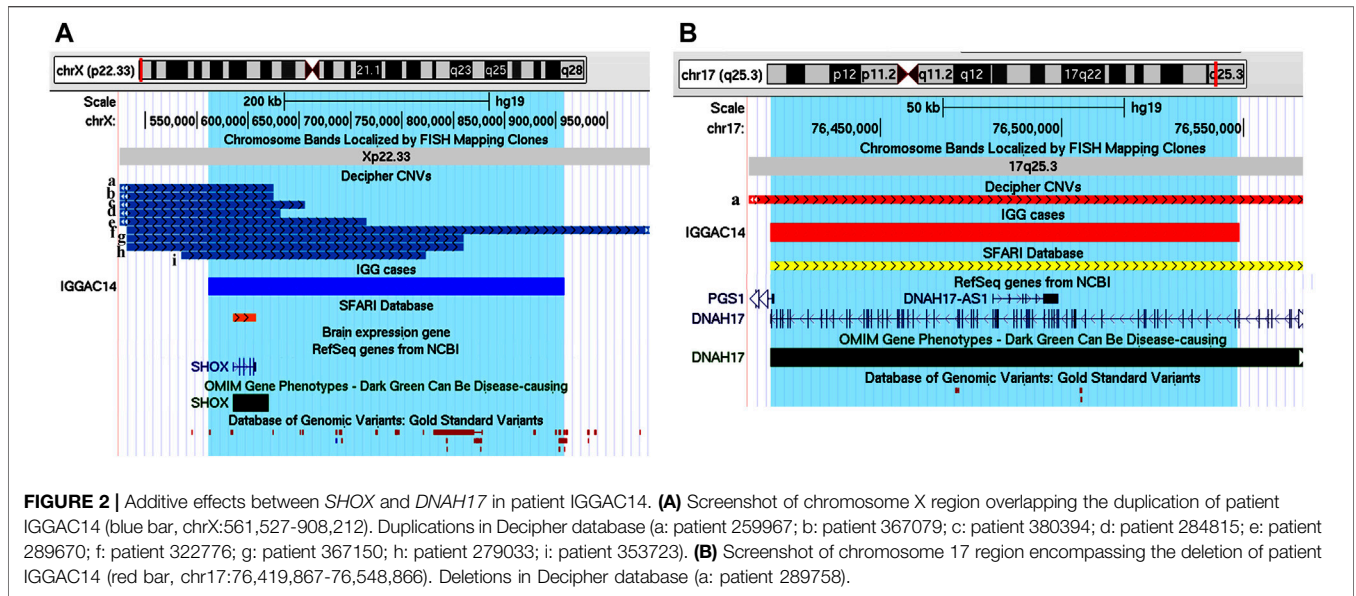 A
chrX (p22.33)
21.1
q23
q25
q28
Scale
200 kb
hg19
chrX:
550,000
600,000
650,000
700,000
750,000
800,000
850,000
900,000
950,000
Chromosome Bands Localized by FISH Mapping Clones
Xp22.33
Decipher CNVs
a
b
c
d
e
f
g
h
i
IGG cases
IGGAC14
SFARI Database
Brain expression gene
RefSeq genes from NCBI
SHOX
OMIM Gene Phenotypes - Dark Green Can Be Disease-causing
SHOX
Database of Genomic Variants: Gold Standard Variants
B
chr17 (q25.3)
p12
p11.2
q11.2
q12
17q22
q25.3
Scale
50 kb
hg19
chr17:
76,450,000
76,500,000
76,550,000
Chromosome Bands Localized by FISH Mapping Clones
17q25.3
Decipher CNVs
a
IGG cases
IGGAC14
SFARI Database
RefSeq genes from NCBI
PGS1
DNAH17-AS1
DNAH17
OMIM Gene Phenotypes - Dark Green Can Be Disease-causing
DNAH17
Database of Genomic Variants: Gold Standard Variants
FIGURE 2 | Additive effects between SHOX and DNAH17 in patient IGGAC14. (A) Screenshot of chromosome X region overlapping the duplication of patient
IGGAC14 (blue bar, chrX:561,527-908,212). Duplications in Decipher database (a: patient 259967; b: patient 367079; c: patient 380394; d: patient 284815; e: patient
289670; f: patient 322776; g: patient 367150; h: patient 279033; i: patient 353723). (B) Screenshot of chromosome 17 region encompassing the deletion of patient
IGGAC14 (red bar, chr17:76,419,867-76,548,866). Deletions in Decipher database (a: patient 289758).